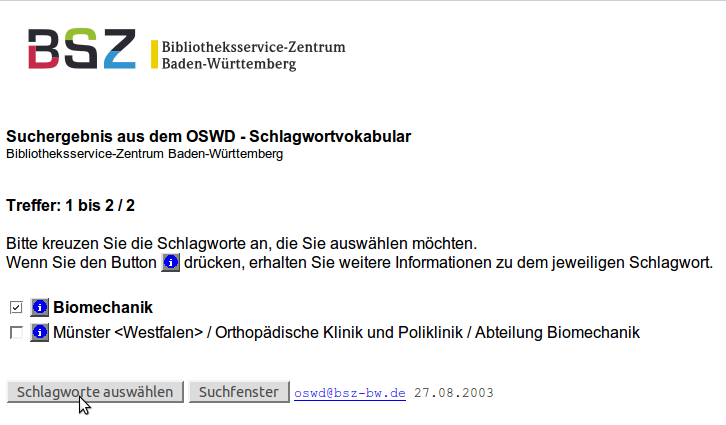 BSZ
Bibliotheksservice-Zentrum
Baden-Württemberg
Suchergebnis aus dem OSWD - Schlagwortvokabular
Bibliotheksservice-Zentrum Baden-Württemberg
Treffer: 1 bis 2 / 2
Bitte kreuzen Sie die Schlagworte an, die Sie auswählen möchten.
Wenn Sie den Button i drücken, erhalten Sie weitere Informationen zu dem jeweiligen Schlagwort.
i Biomechanik
i Münster <Westfalen> / Orthopädische Klinik und Poliklinik / Abteilung Biomechanik
Schlagworte auswählen Suchfenster oswd@bsz-bw.de 27.08.2003